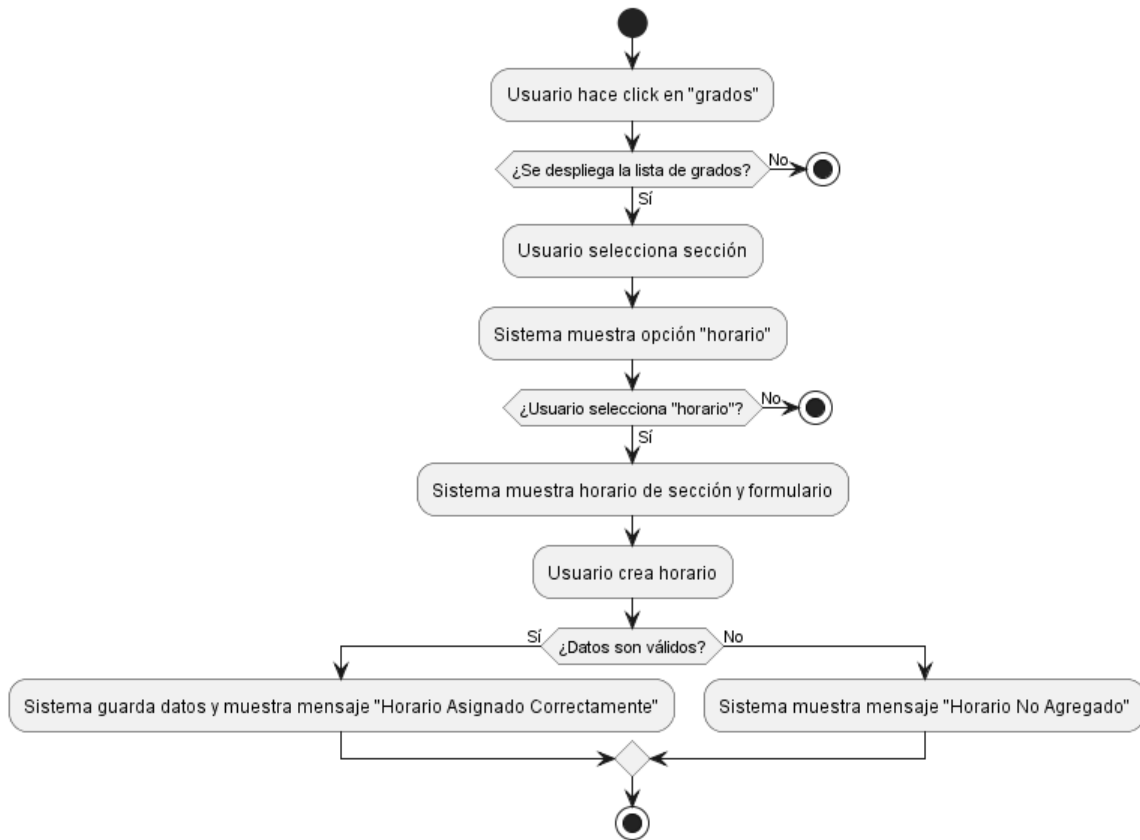 Usuario hace click en "grados"
¿Se despliega la lista de grados?
No
Sí
Usuario selecciona sección
Sistema muestra opción "horario"
¿Usuario selecciona "horario"?
No
Sí
Sistema muestra horario de sección y formulario
Usuario crea horario
Sí
¿Datos son válidos?
No
Sistema guarda datos y muestra mensaje "Horario Asignado Correctamente"
Sistema muestra mensaje "Horario No Agregado"